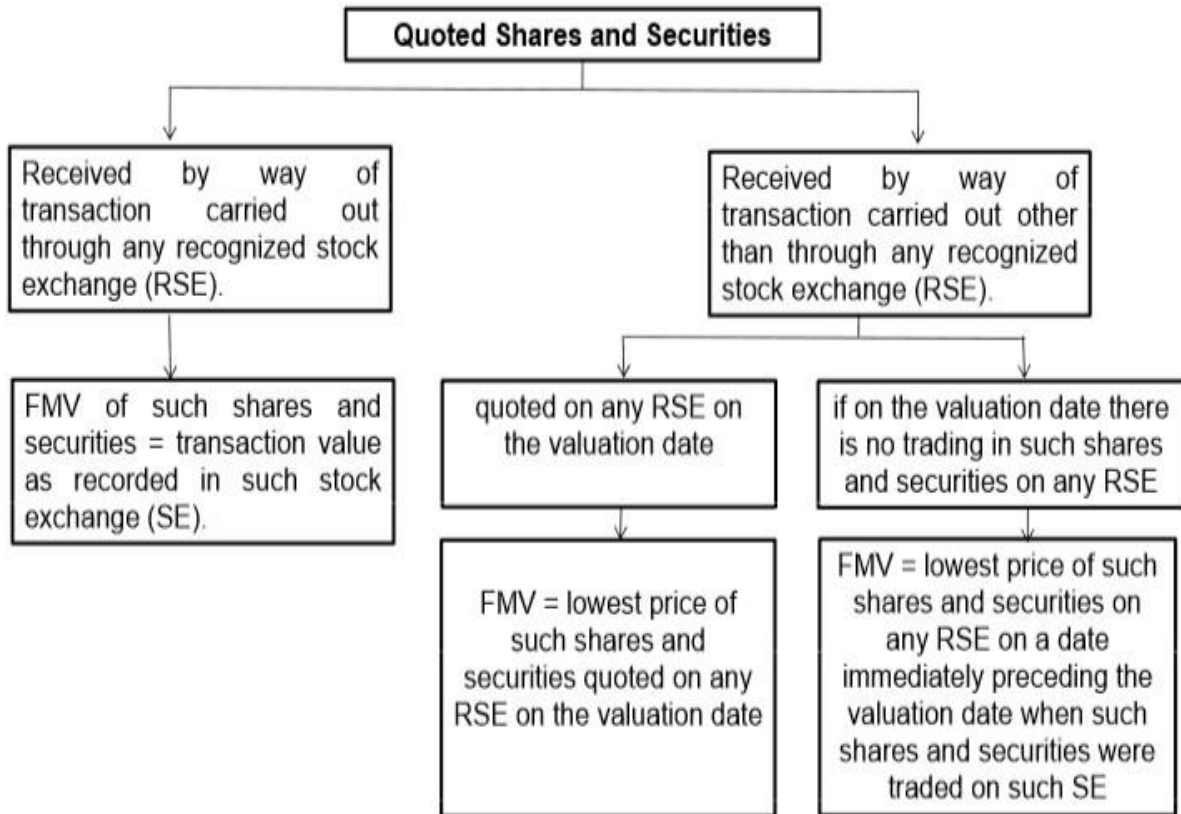 Quoted Shares and Securities
Received by way of
transaction carried out
through any recognized stock
exchange (RSE).
Received by way of
transaction carried out other
than through any recognized
stock exchange (RSE).
FMV of such shares and
securities = transaction value
as recorded in such stock
exchange (SE).
quoted on any RSE on
the valuation date
if on the valuation date there
is no trading in such shares
and securities on any RSE
FMV = lowest price of
such shares and
securities quoted on any
RSE on the valuation date
FMV = lowest price of such
shares and securities on
any RSE on a date
immediately preceding the
valuation date when such
shares and securities were
traded on such SE